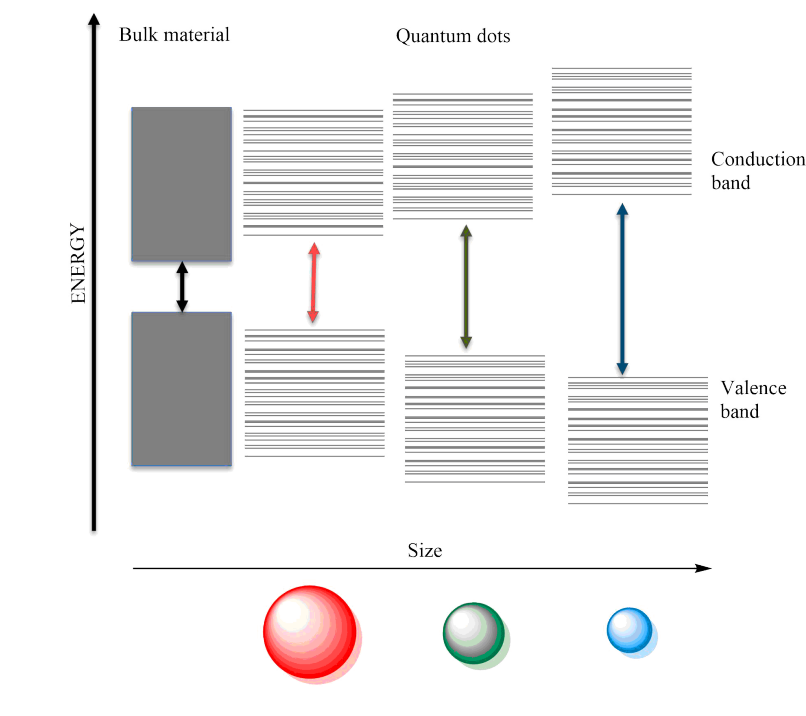 Bulk material
Quantum dots
Conduction
band
ENERGY
Valence
band
Size